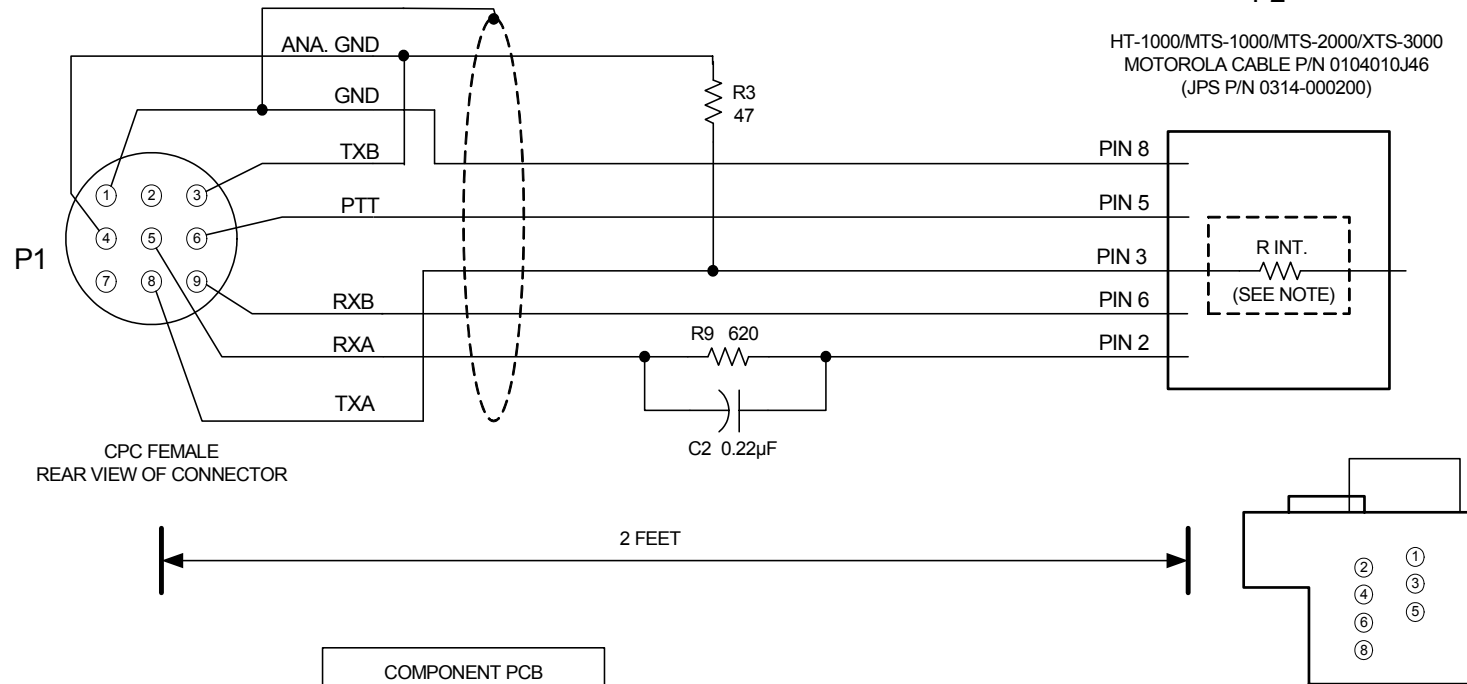 HT-1000/MTS-1000/MTS-2000/XTS-3000
MOTOROLA CABLE P/N 0104010J46
(JPS P/N 0314-000200)
ANA. GND
R3
47
GND
TXB
PIN 8
PTT
PIN 5
1 2 3
4 5 6
7 8 9
P1
PIN 3
R INT.
(SEE NOTE)
RXB
PIN 6
RXA
R9 620
PIN 2
TXA
C2 0.22µF
CPC FEMALE
REAR VIEW OF CONNECTOR
2 FEET
1
2
3
4
5
6
8
COMPONENT PCB